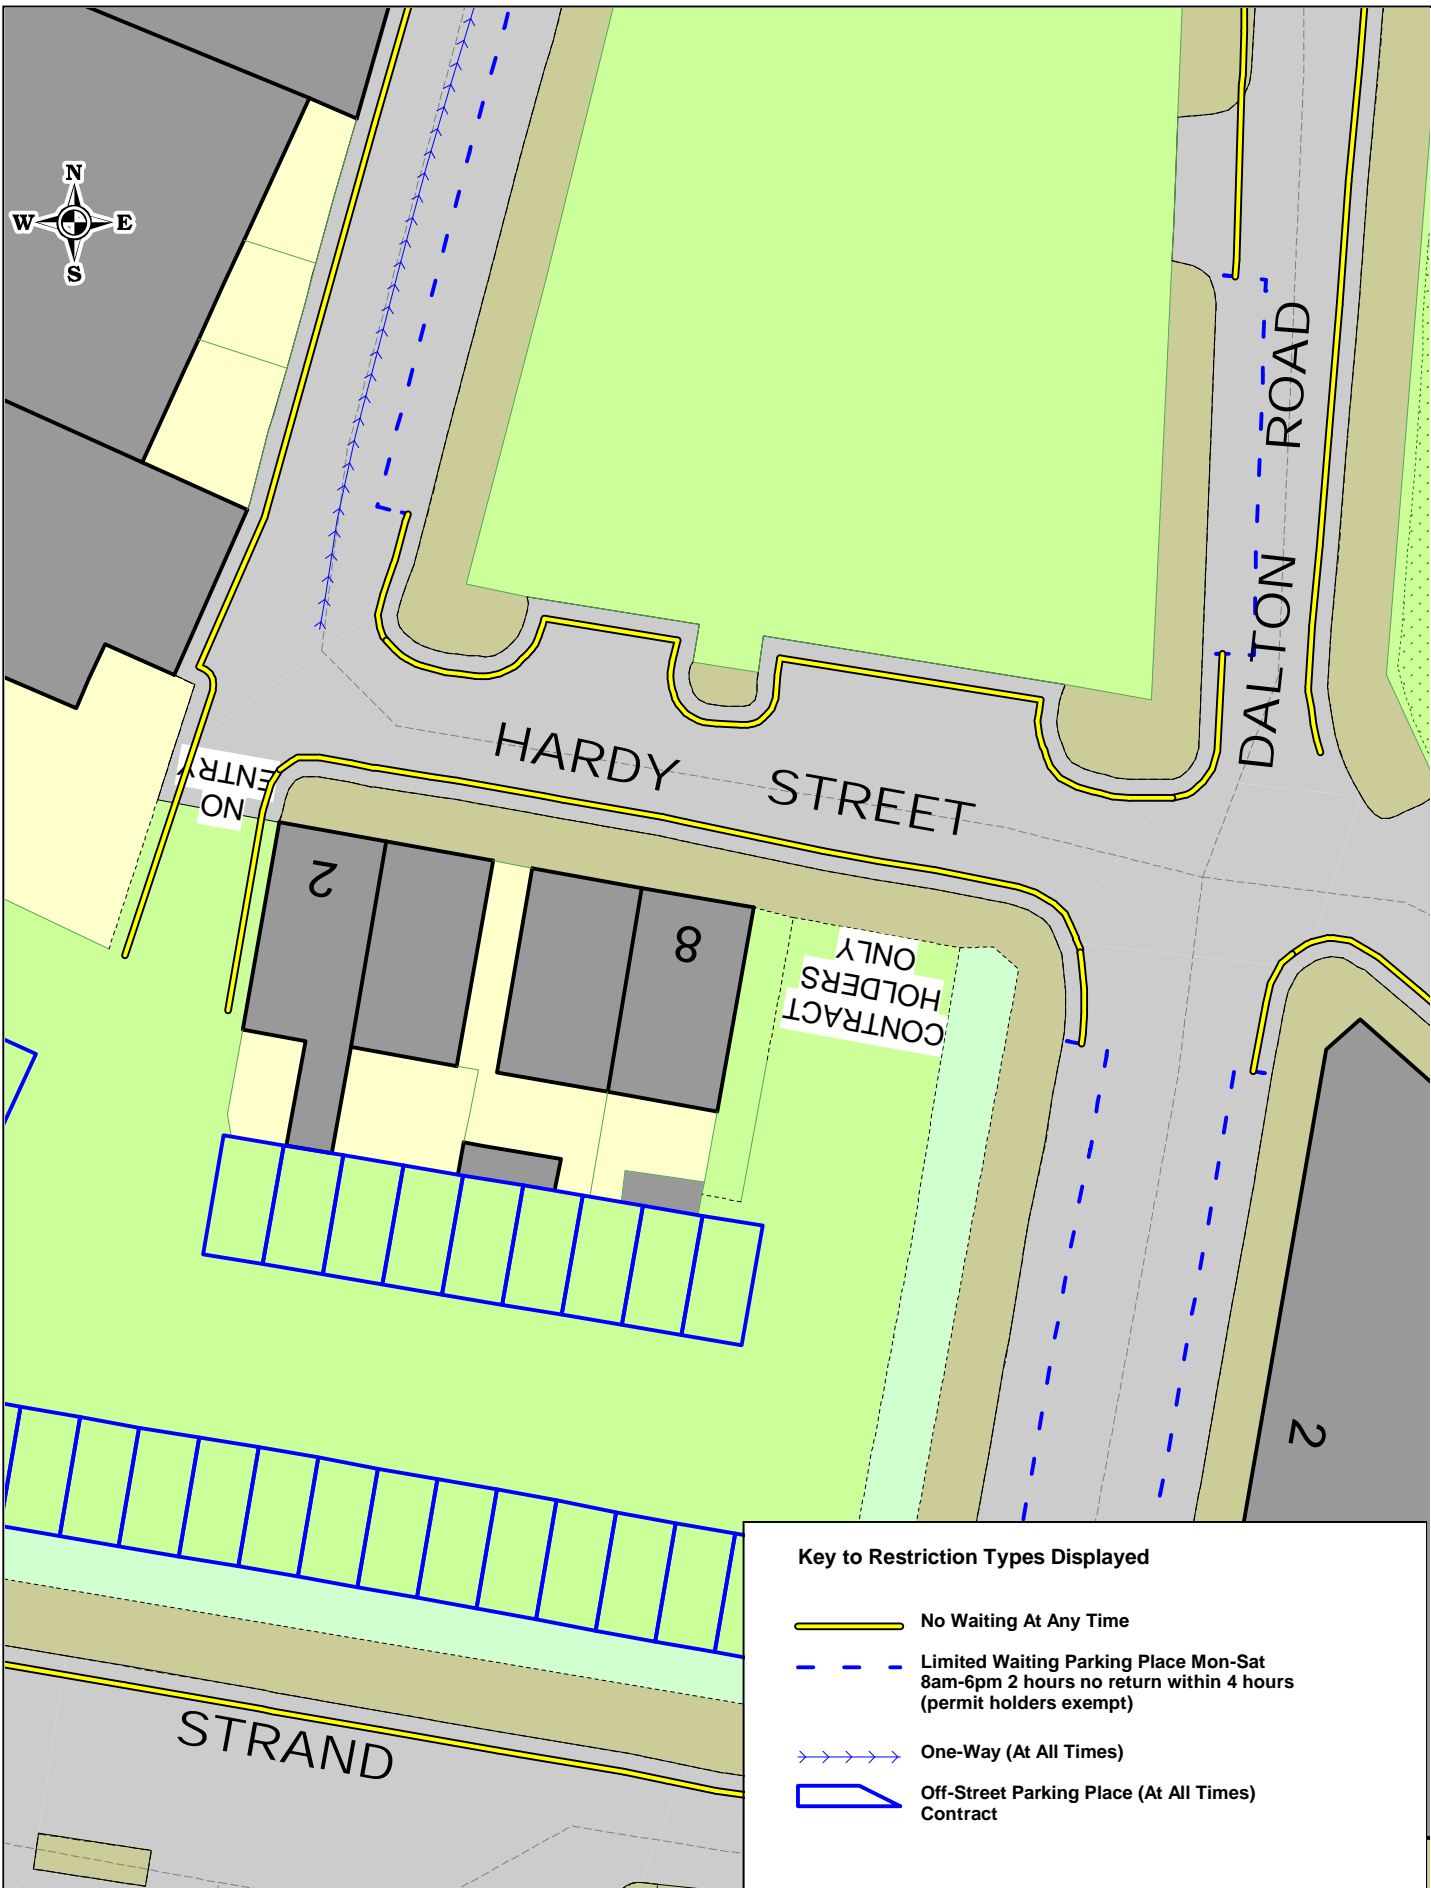 N
W E
S
DALTON ROAD
HARDY STREET
NO
ENTRY
2
8
CONTRACT
HOLDERS
ONLY
2
STRAND
Key to Restriction Types Displayed
No Waiting At Any Time
Limited Waiting Parking Place Mon-Sat
8am-6pm 2 hours no return within 4 hours
(permit holders exempt)
One-Way (At All Times)
Off-Street Parking Place (At All Times)
Contract